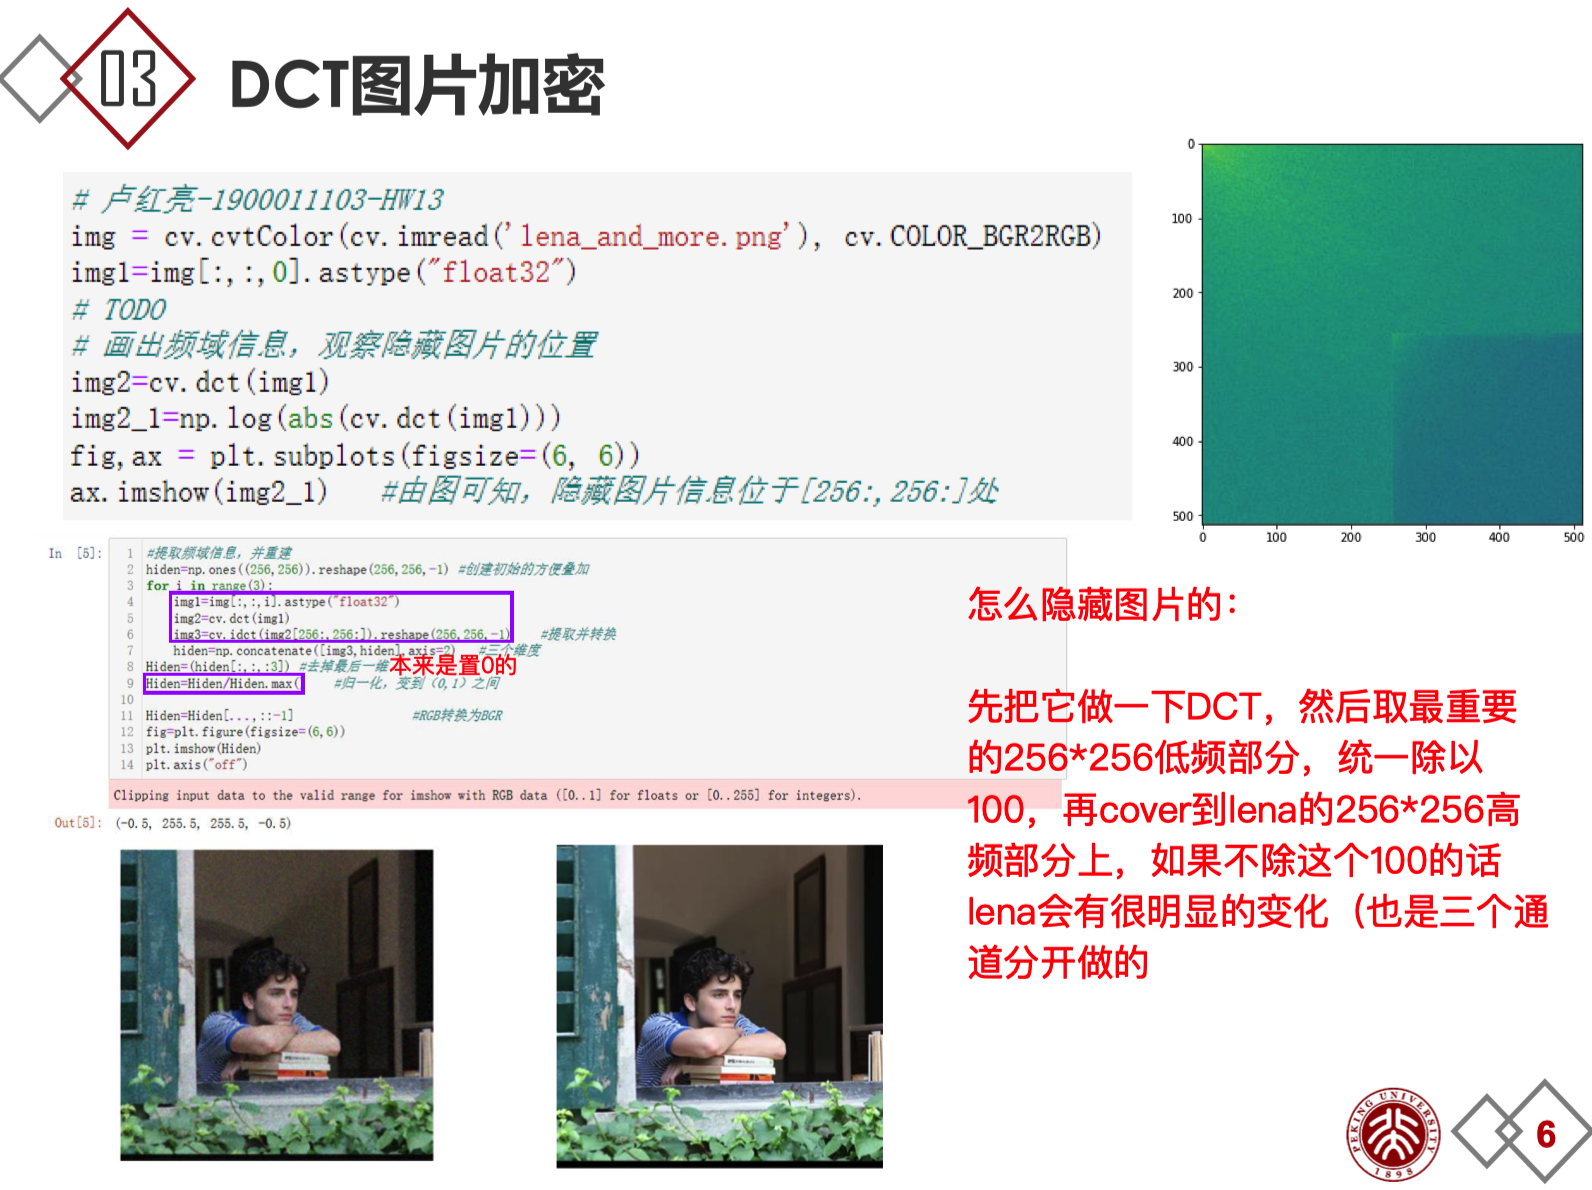 03
DCT图片加密
# 卢红亮-1900011103-HW13
img = cv.cvtColor(cv.imread('lena_and_more.png'), cv.COLOR_BGR2RGB)
img1=img[:,:,0].astype("float32")
# TODO
# 画出频域信息，观察隐藏图片的位置
img2=cv.dct(img1)
img2_1=np.log(abs(cv.dct(img1)))
fig,ax = plt.subplots(figsize=(6, 6))
ax.imshow(img2_1) #由图可知，隐藏图片信息位于[256:,256:]处
0
100
200
300
400
500
0 100 200 300 400 500
In [5]:
1 #提取频域信息，并重建
2 hiden=np.ones((256,256)).reshape(256,256,-1) #创建初始的方便叠加
3 for i in range(3):
4 img1=img[:,:,i].astype("float32")
5 img2=cv.dct(img1)
6 img3=cv.idct(img2[256:,256:]).reshape(256,256,-1) #提取并转换
7 hiden=np.concatenate([img3,hiden],axis=2) #三个维度
8 Hiden=(hiden[:,:,:3]) #去掉最后一维
本来是置0的
9 Hiden=Hiden/Hiden.max( #归一化，变到（0,1）之间
10
11 Hiden=Hiden[...,::-1] #RGB转换为BGR
12 fig=plt.figure(figsize=(6,6))
13 plt.imshow(Hiden)
14 plt.axis("off")
Clipping input data to the valid range for imshow with RGB data ([0..1] for floats or [0..255] for integers).
Out[5]: (-0.5, 255.5, 255.5, -0.5)
怎么隐藏图片的：
先把它做一下DCT，然后取最重要
的256*256低频部分，统一除以
100，再cover到lena的256*256高
频部分上，如果不除这个100的话
lena会有很明显的变化（也是三个通
道分开做的
PEKING UNIVERSITY
1898
6